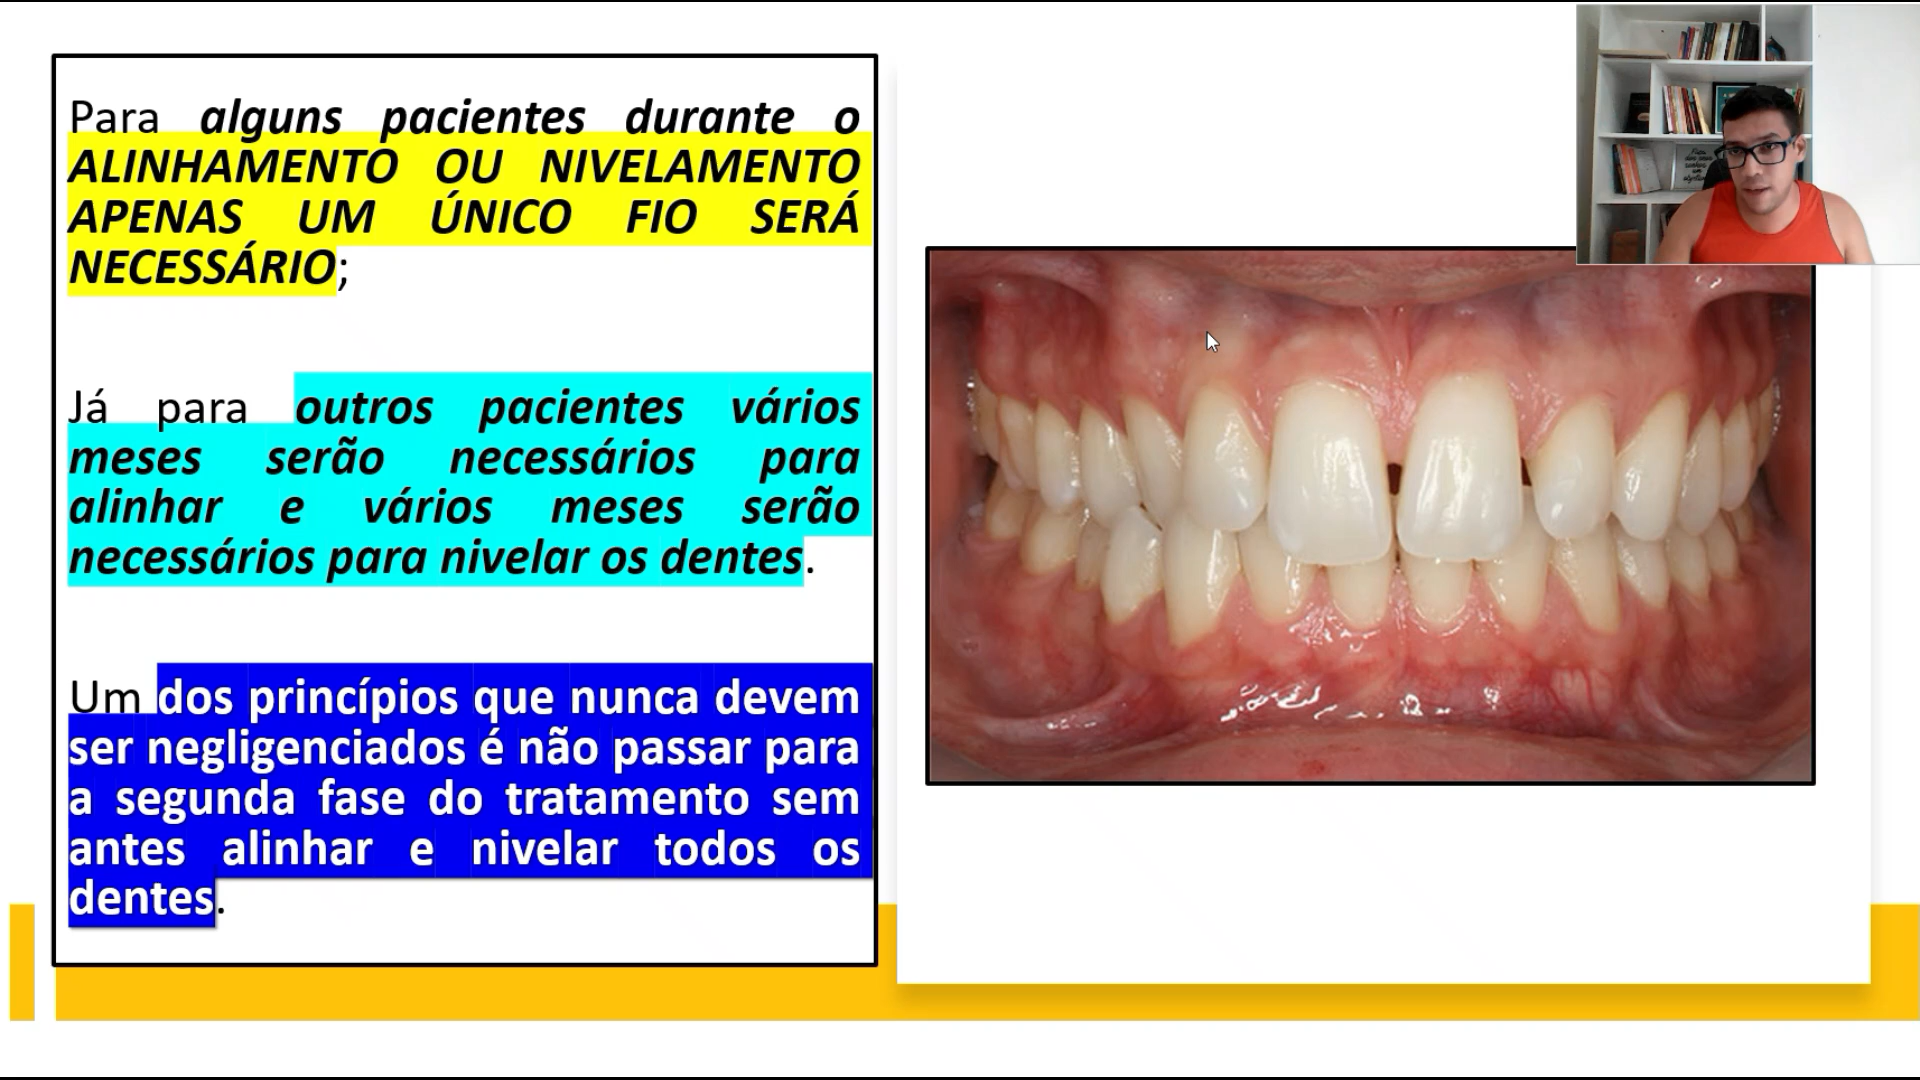 Para alguns pacientes durante o
ALINHAMENTO OU NIVELAMENTO
APENAS UM ÚNICO FIO SERÁ
NECESSÁRIO;
Já para outros pacientes vários
meses serão necessários para
alinhar e vários meses serão
necessários para nivelar os dentes.
Um dos princípios que nunca devem
ser negligenciados é não passar para
a segunda fase do tratamento sem
antes alinhar e nivelar todos os
dentes.